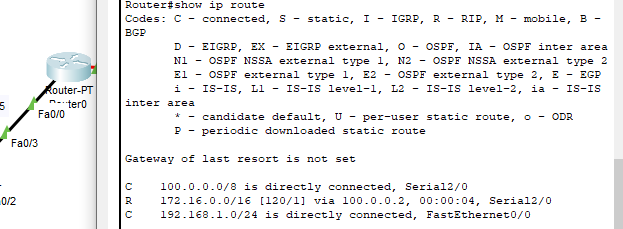 Router#show ip route
Codes: C - connected, S - static, I - IGRP, R - RIP, M - mobile, B -
BGP
D - EIGRP, EX - EIGRP external, O - OSPF, IA - OSPF inter area
N1 - OSPF NSSA external type 1, N2 - OSPF NSSA external type 2
E1 - OSPF external type 1, E2 - OSPF external type 2, E - EGP
i - IS-IS, L1 - IS-IS level-1, L2 - IS-IS level-2, ia - IS-IS
inter area
* - candidate default, U - per-user static route, o - ODR
P - periodic downloaded static route
Gateway of last resort is not set
C 100.0.0.0/8 is directly connected, Serial2/0
R 172.16.0.0/16 [120/1] via 100.0.0.2, 00:00:04, Serial2/0
C 192.168.1.0/24 is directly connected, FastEthernet0/0
Router-PT
Fa0/0
Fa0/3
0/2